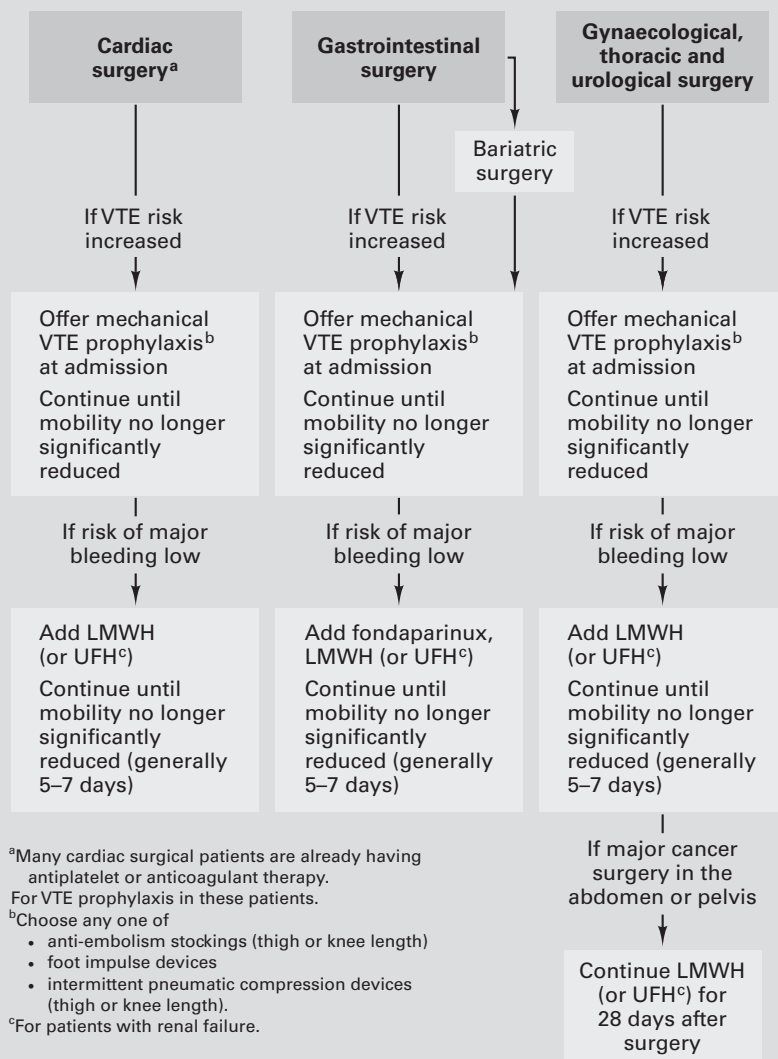 Cardiac
surgeryᵃ
If VTE risk
increased
Offer mechanical
VTE prophylaxisᵇ
at admission
Continue until
mobility no longer
significantly
reduced
If risk of major
bleeding low
Add LMWH
(or UFHᶜ)
Continue until
mobility no longer
significantly
reduced (generally
5–7 days)
Gastrointestinal
surgery
Bariatric
surgery
If VTE risk
increased
Offer mechanical
VTE prophylaxisᵇ
at admission
Continue until
mobility no longer
significantly
reduced
If risk of major
bleeding low
Add fondaparinux,
LMWH (or UFHᶜ)
Continue until
mobility no longer
significantly
reduced (generally
5–7 days)
Gynaecological,
thoracic and
urological surgery
If VTE risk
increased
Offer mechanical
VTE prophylaxisᵇ
at admission
Continue until
mobility no longer
significantly
reduced
If risk of major
bleeding low
Add LMWH
(or UFHᶜ)
Continue until
mobility no longer
significantly
reduced (generally
5–7 days)
If major cancer
surgery in the
abdomen or pelvis
Continue LMWH
(or UFHᶜ) for
28 days after
surgery
ᵃMany cardiac surgical patients are already having
antiplatelet or anticoagulant therapy.
For VTE prophylaxis in these patients.
ᵇChoose any one of
• anti-embolism stockings (thigh or knee length)
• foot impulse devices
• intermittent pneumatic compression devices
(thigh or knee length).
ᶜFor patients with renal failure.